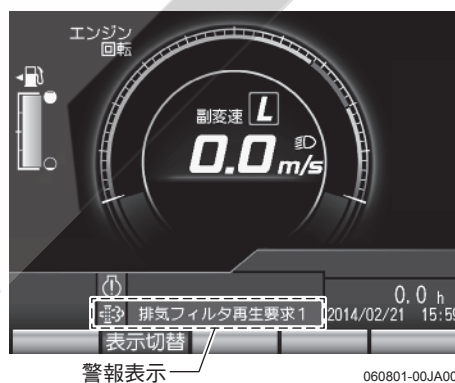 エンジン
回転
副変速 L
0.0 m/s
0.0 h
排気フィルタ再生要求1
2014/02/21 15:59
表示切替
警報表示
060801-00JA00